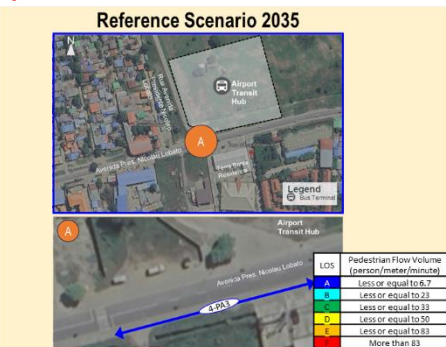 Reference Scenario 2035
N
Airport
Transit
Hub
A
Avenida Pres. Nicolau Lobato
Residence
Legend
Bus Terminal
A
Airport
Transit Hub
Avenida Pres. Nicolau Lobato
4-PA3
LOS Pedestrian Flow Volume (person/meter/minute)
A Less or equal to 6.7
B Less or equal to 23
C Less or equal to 33
D Less or equal to 50
E Less or equal to 83
F More than 83